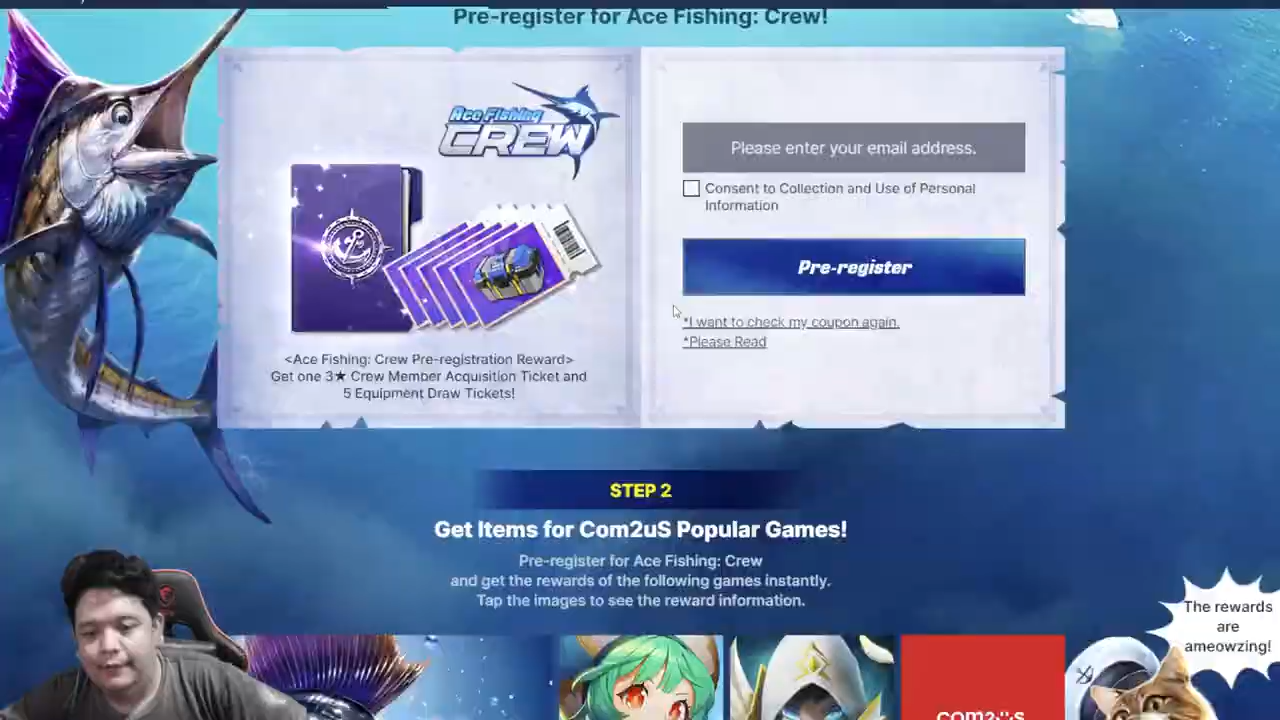 Pre-register for Ace Fishing: Crew!
Ace Fishing
CREW
Please enter your email address.
Consent to Collection and Use of Personal
Information
Pre-register
*I want to check my coupon again.
*Please Read
<Ace Fishing: Crew Pre-registration Reward>
Get one 3★ Crew Member Acquisition Ticket and
5 Equipment Draw Tickets!
STEP 2
Get Items for Com2uS Popular Games!
Pre-register for Ace Fishing: Crew
and get the rewards of the following games instantly.
Tap the images to see the reward information.
The rewards
are
ameowzing!
com2us